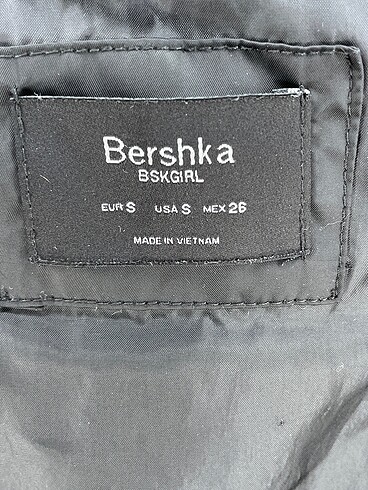 Bershka
BSKGIRL
EUR S USA S MEX 26
MADE IN VIETNAM